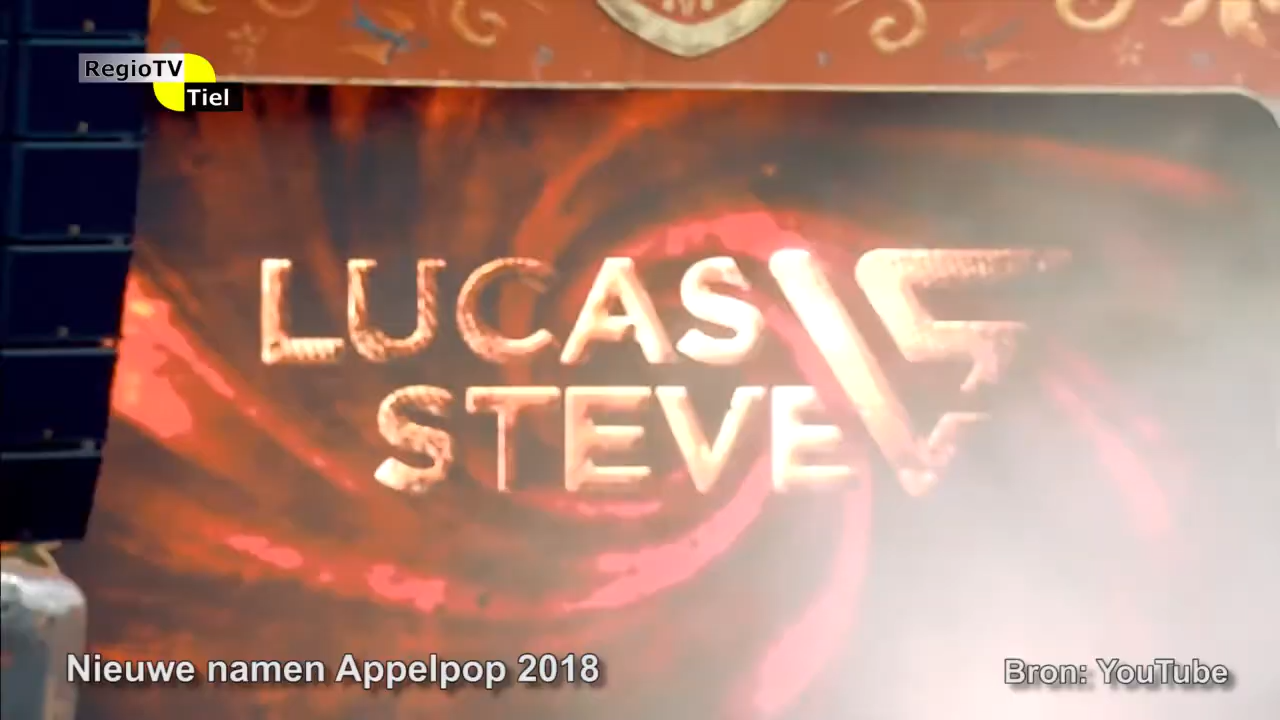 RegioTV
Tiel
LUCAS
STEVE
Nieuwe namen Appelpop 2018
Bron: YouTube